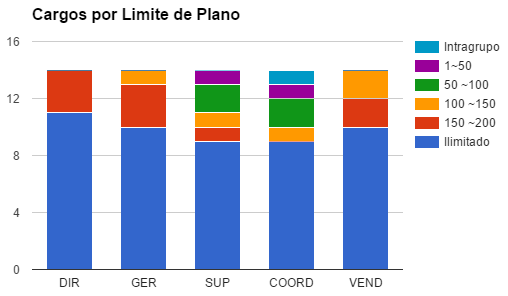 Cargos por Limite de Plano
16
12
8
4
0
DIR
GER
SUP
COORD
VEND
Intragrupo
1~50
50 ~100
100 ~150
150 ~200
Ilimitado